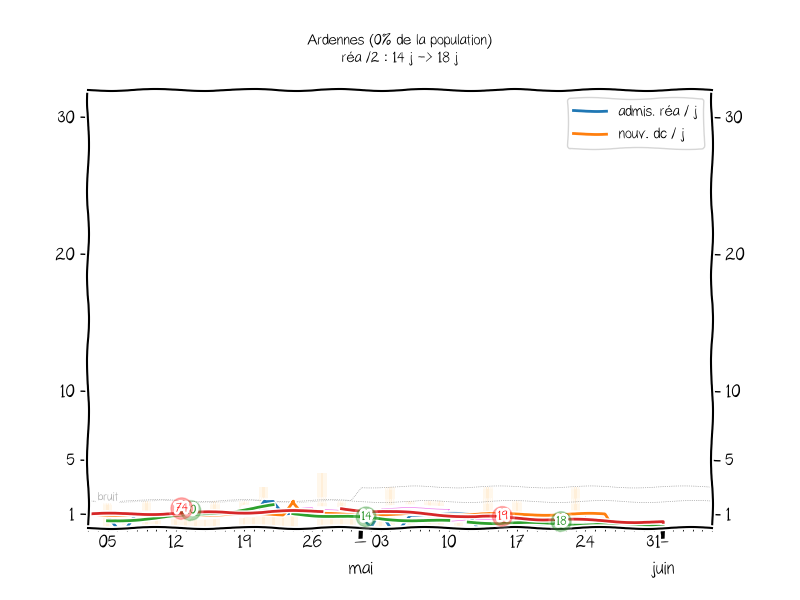 Ardennes (0% de la population)
réa /2 : 14 j -> 18 j
admis. réa / j
nouv. dc / j
30 30
20 20
10 10
5 5
1 1
bruit
74 0 14 19 18
05 12 19 26 03 10 17 24 31
mai juin